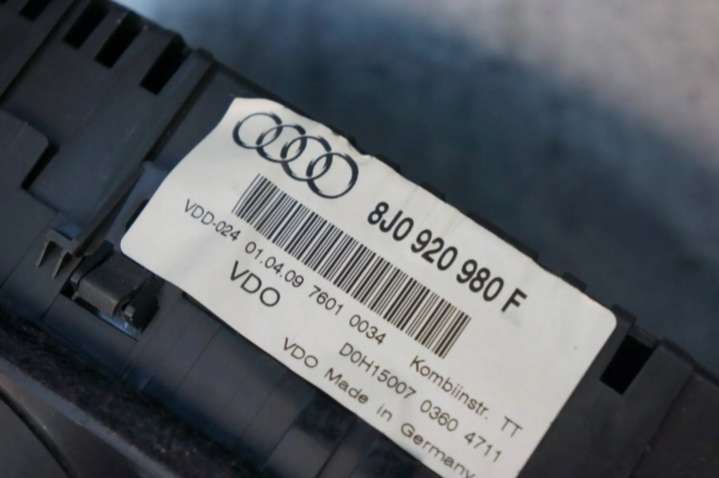 8J0 920 980 F
VDD-024 01.04.09 7601 0034 Kombiinstr. TT
VDO D0H15007 0360 4711
VDO Made in Germany